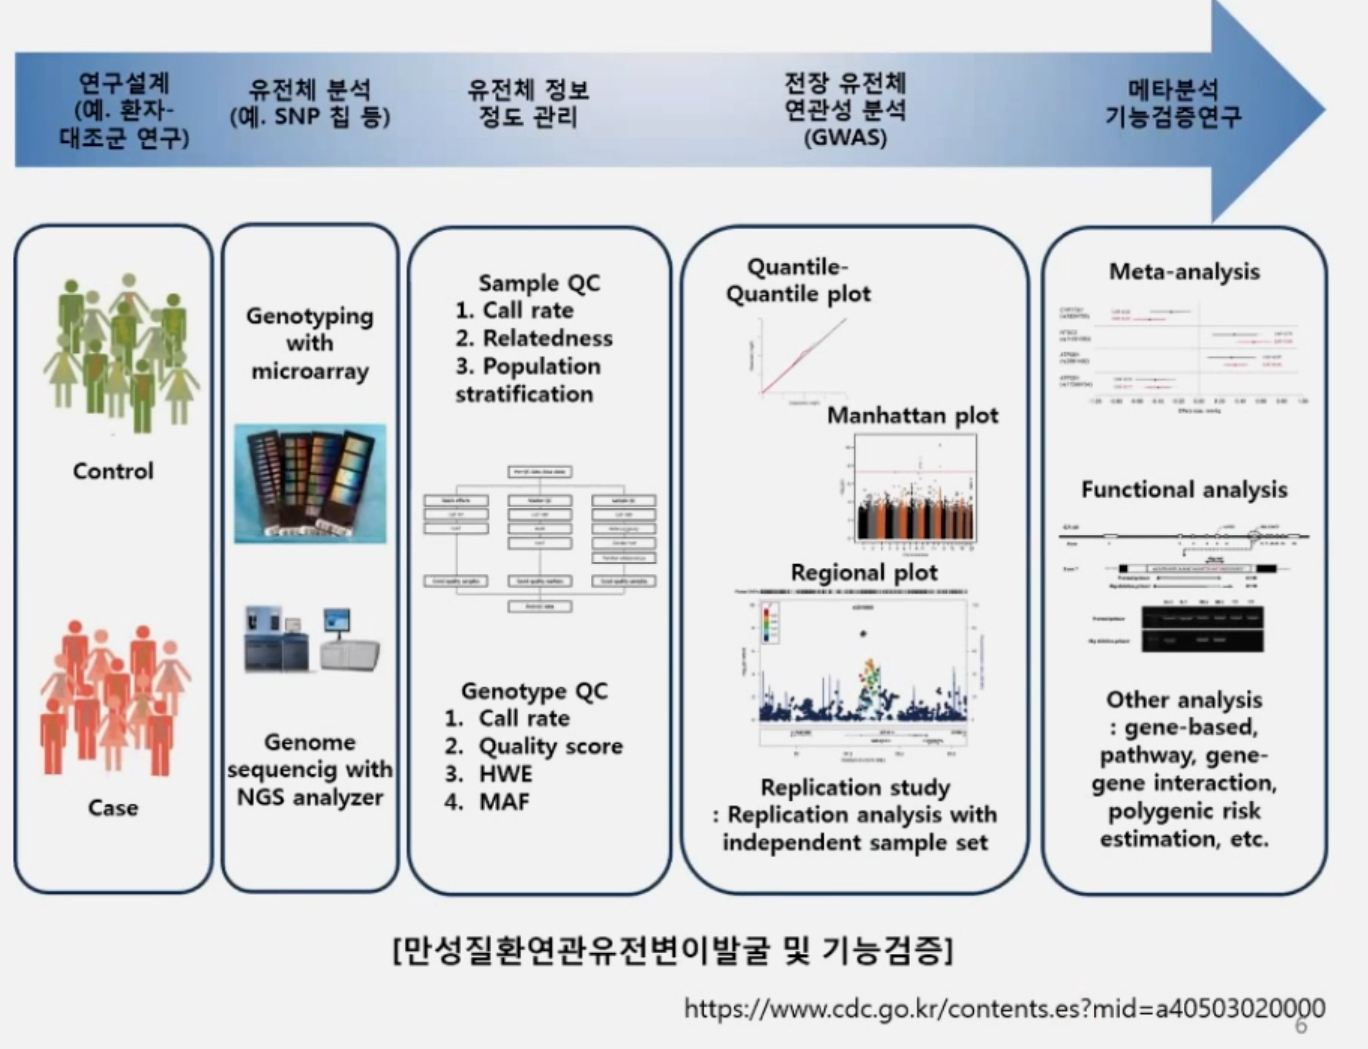 연구설계
(예. 환자-
대조군 연구)
유전체 분석
(예. SNP 칩 등)
유전체 정보
정도 관리
전장 유전체
연관성 분석
(GWAS)
메타분석
기능검증연구
Control
Case
Genotyping
with
microarray
Genome
sequencig with
NGS analyzer
Sample QC
1. Call rate
2. Relatedness
3. Population
stratification
Genotype QC
1. Call rate
2. Quality score
3. HWE
4. MAF
Quantile-
Quantile plot
Manhattan plot
Regional plot
Replication study
: Replication analysis with
independent sample set
Meta-analysis
Functional analysis
Other analysis
: gene-based,
pathway, gene-
gene interaction,
polygenic risk
estimation, etc.
[만성질환연관유전변이발굴 및 기능검증]
https://www.cdc.go.kr/contents.es?mid=a40503020000
6